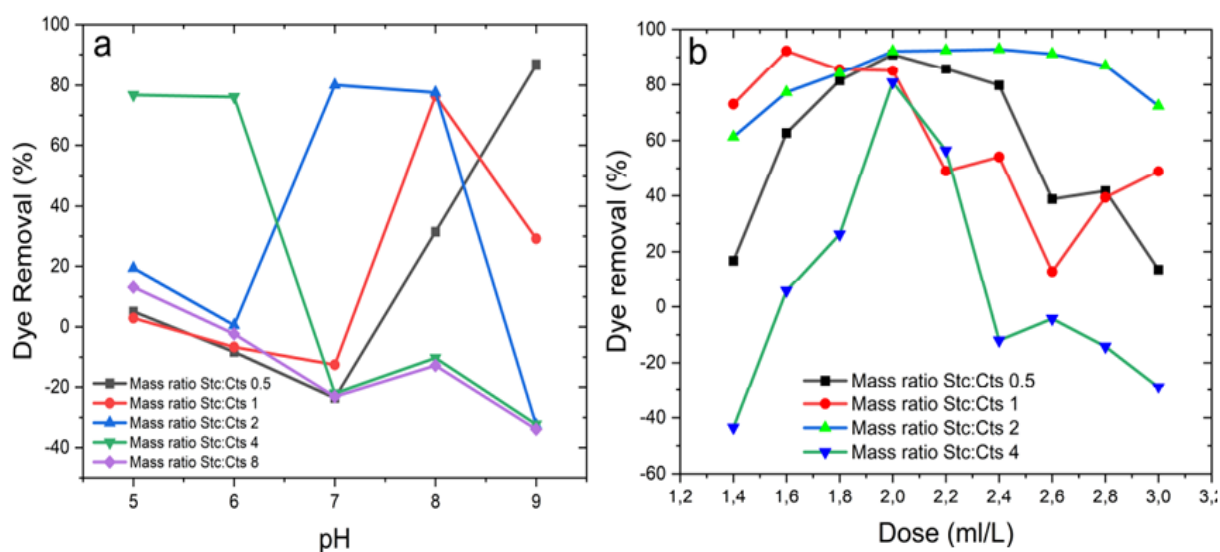 a
Dye Removal (%)
100
80
60
40
20
0
-20
-40
Mass ratio Stc:Cts 0.5
Mass ratio Stc:Cts 1
Mass ratio Stc:Cts 2
Mass ratio Stc:Cts 4
Mass ratio Stc:Cts 8
5 6 7 8 9
pH
b
Dye removal (%)
100
80
60
40
20
0
-20
-40
-60
Mass ratio Stc:Cts 0.5
Mass ratio Stc:Cts 1
Mass ratio Stc:Cts 2
Mass ratio Stc:Cts 4
1,2 1,4 1,6 1,8 2,0 2,2 2,4 2,6 2,8 3,0
Dose (ml/L)